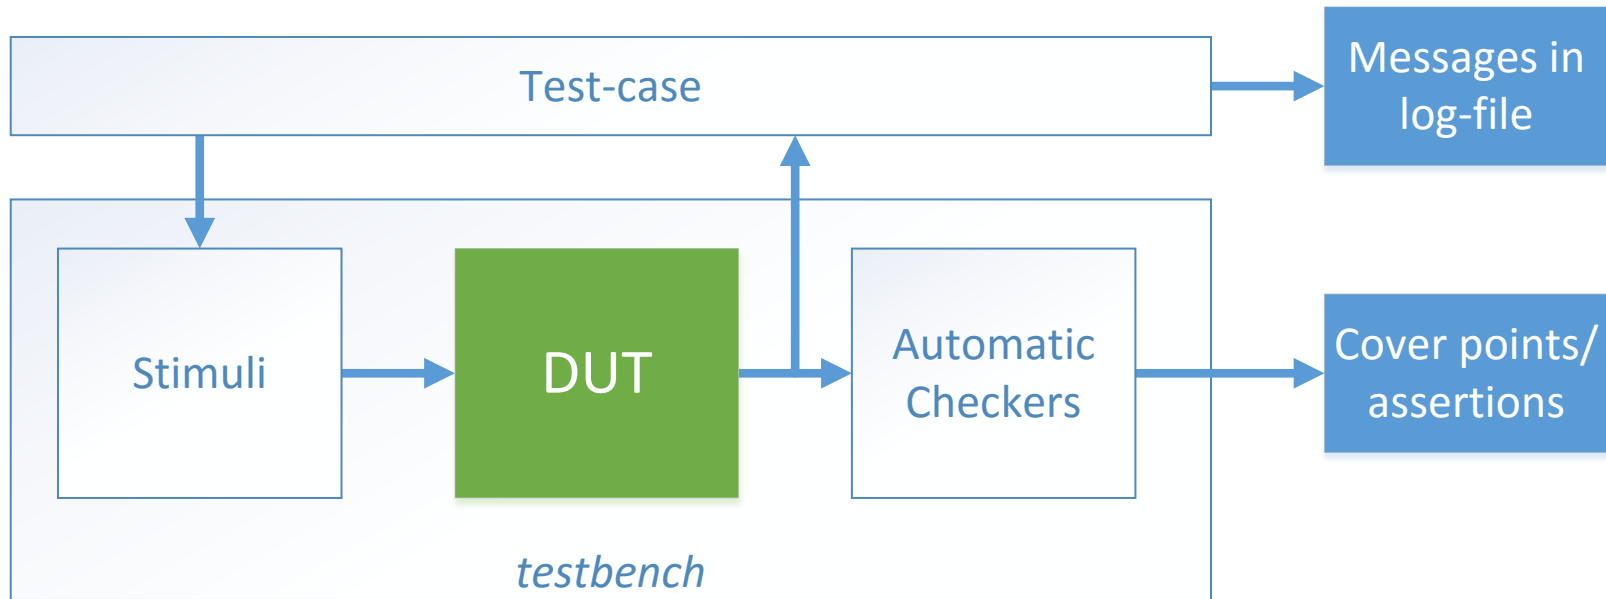 Test-case
Messages in
log-file
Stimuli
DUT
Automatic
Checkers
Cover points/
assertions
testbench